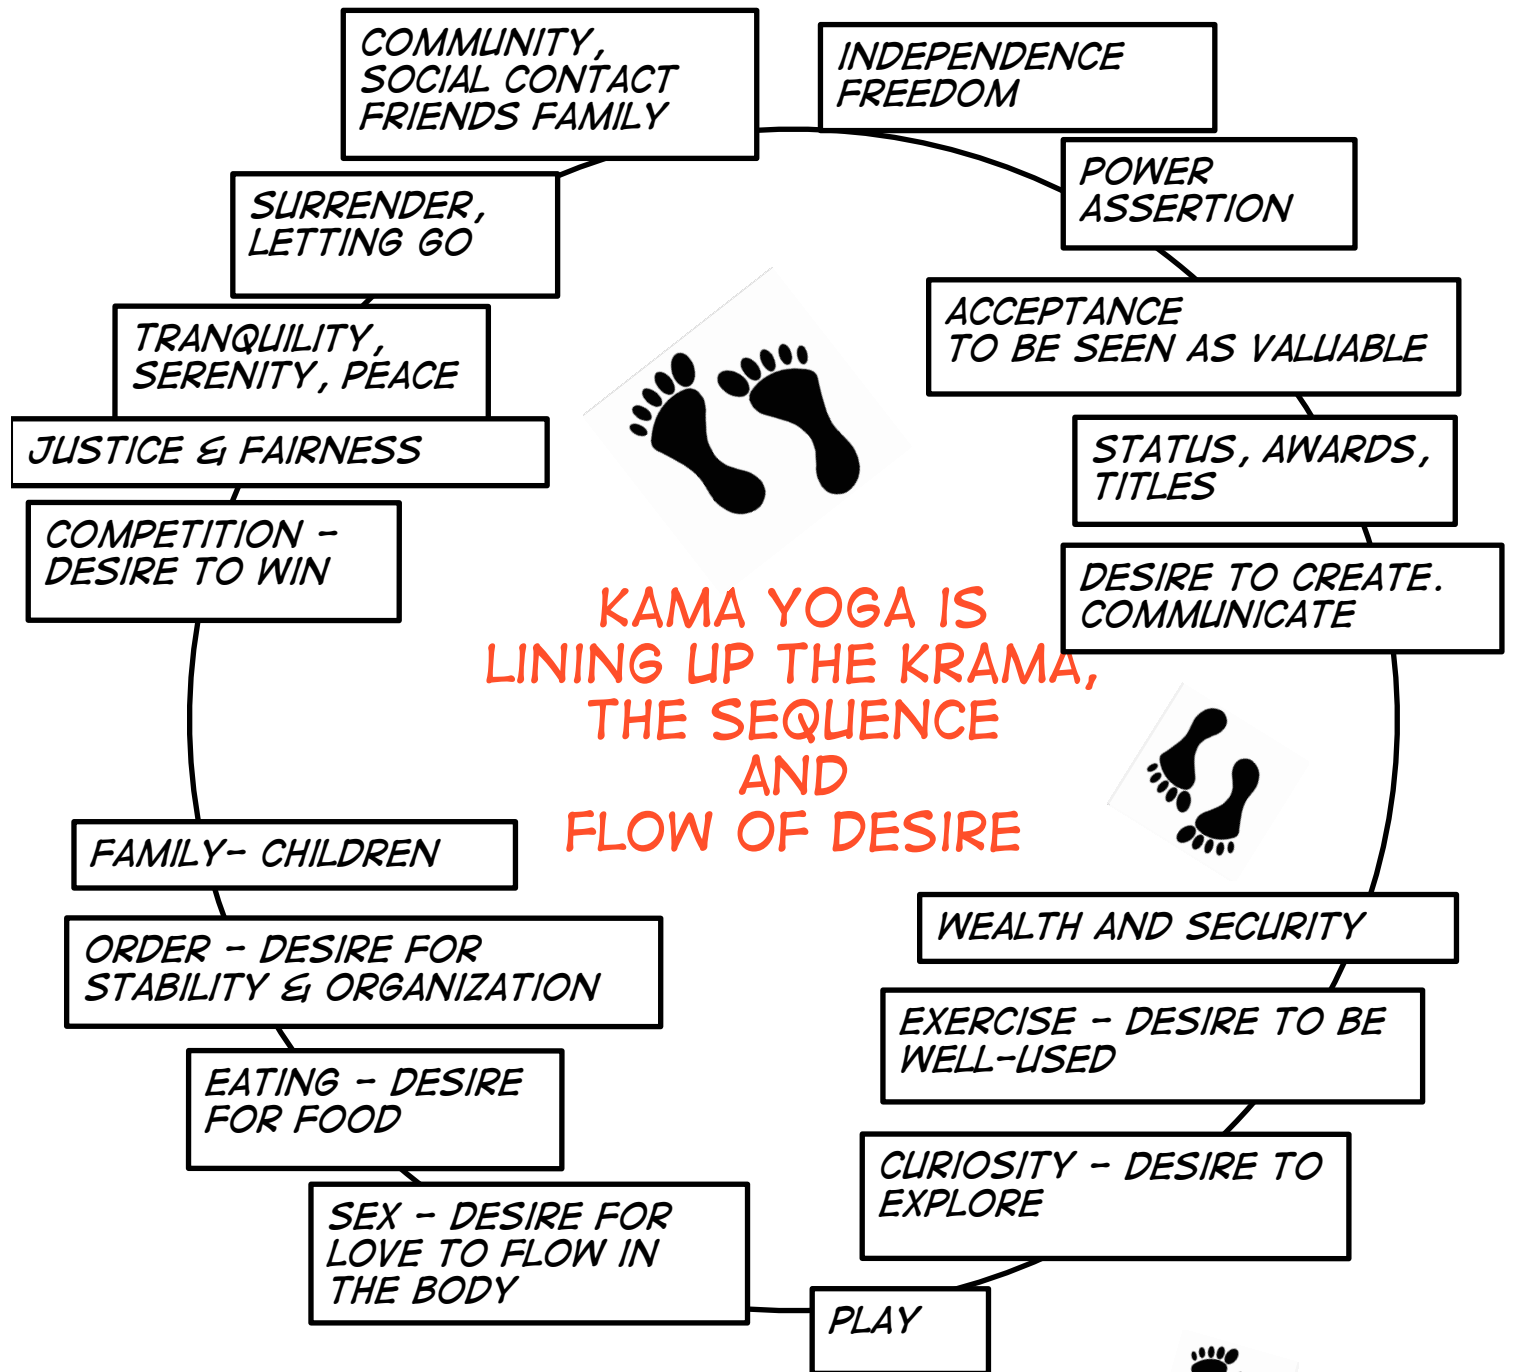 COMMUNITY,
SOCIAL CONTACT
FRIENDS FAMILY
INDEPENDENCE
FREEDOM
POWER
ASSERTION
ACCEPTANCE
TO BE SEEN AS VALUABLE
STATUS, AWARDS,
TITLES
DESIRE TO CREATE.
COMMUNICATE
WEALTH AND SECURITY
EXERCISE - DESIRE TO BE
WELL-USED
CURIOSITY - DESIRE TO
EXPLORE
PLAY
SEX - DESIRE FOR
LOVE TO FLOW IN
THE BODY
EATING - DESIRE
FOR FOOD
ORDER - DESIRE FOR
STABILITY & ORGANIZATION
FAMILY- CHILDREN
COMPETITION -
DESIRE TO WIN
JUSTICE & FAIRNESS
TRANQUILITY,
SERENITY, PEACE
SURRENDER,
LETTING GO
KAMA YOGA IS
LINING UP THE KRAMA,
THE SEQUENCE
AND
FLOW OF DESIRE